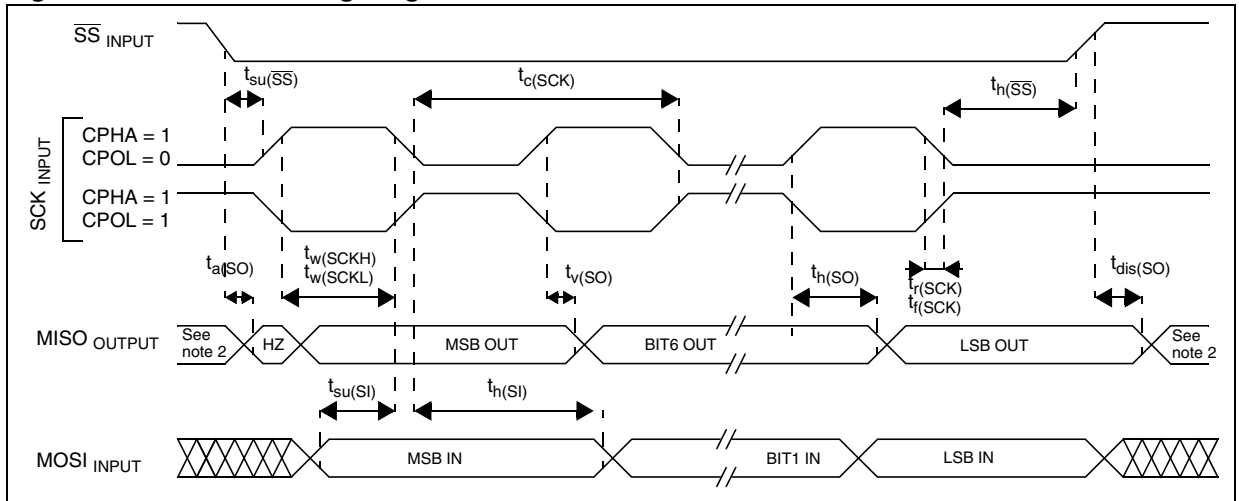 SS INPUT
tsu(SS)
tc(SCK)
th(SS)
SCK INPUT
CPHA = 1
CPOL = 0
CPHA = 1
CPOL = 1
ta(SO)
tw(SCKH)
tw(SCKL)
tv(SO)
th(SO)
tr(SCK)
tf(SCK)
tdis(SO)
MISO OUTPUT
See
note 2
HZ
MSB OUT
BIT6 OUT
LSB OUT
See
note 2
tsu(SI)
th(SI)
MOSI INPUT
MSB IN
BIT1 IN
LSB IN